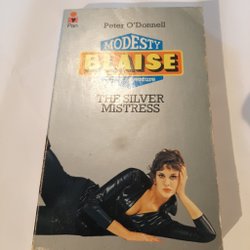 Peter O'Donnell
Pan
MODESTY
BLAISE
THE SILVER
MISTRESS